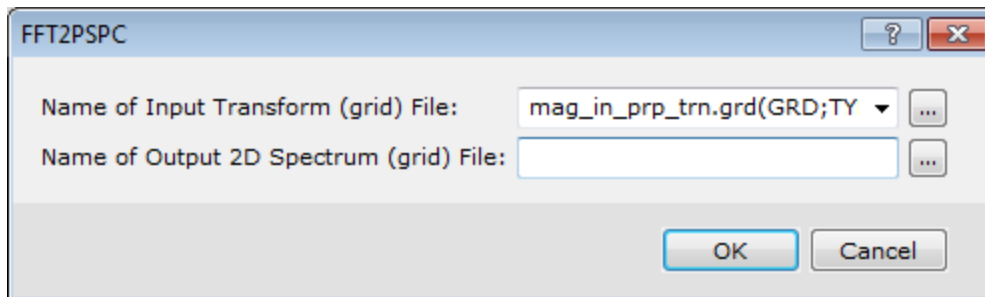 FFT2PSPC
Name of Input Transform (grid) File: mag_in_prp_trn.grd(GRD;TY ...
Name of Output 2D Spectrum (grid) File: ...
OK Cancel